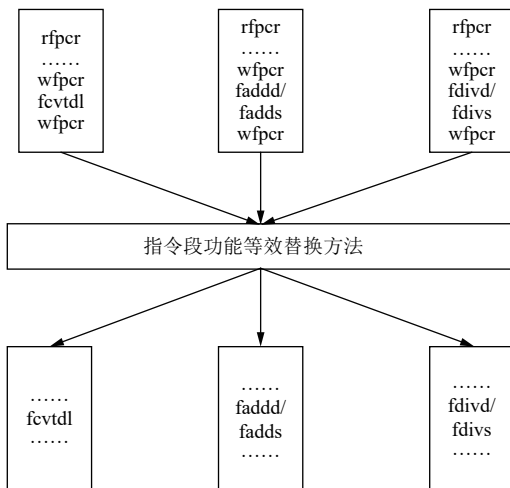 rfpcr
……
wfpcr
fcvtdl
wfpcr
rfpcr
……
wfpcr
faddd/
fadds
wfpcr
rfpcr
……
wfpcr
fdivd/
fdivs
wfpcr
指令段功能等效替换方法
……
fcvtdl
……
……
faddd/
fadds
……
……
fdivd/
fdivs
……